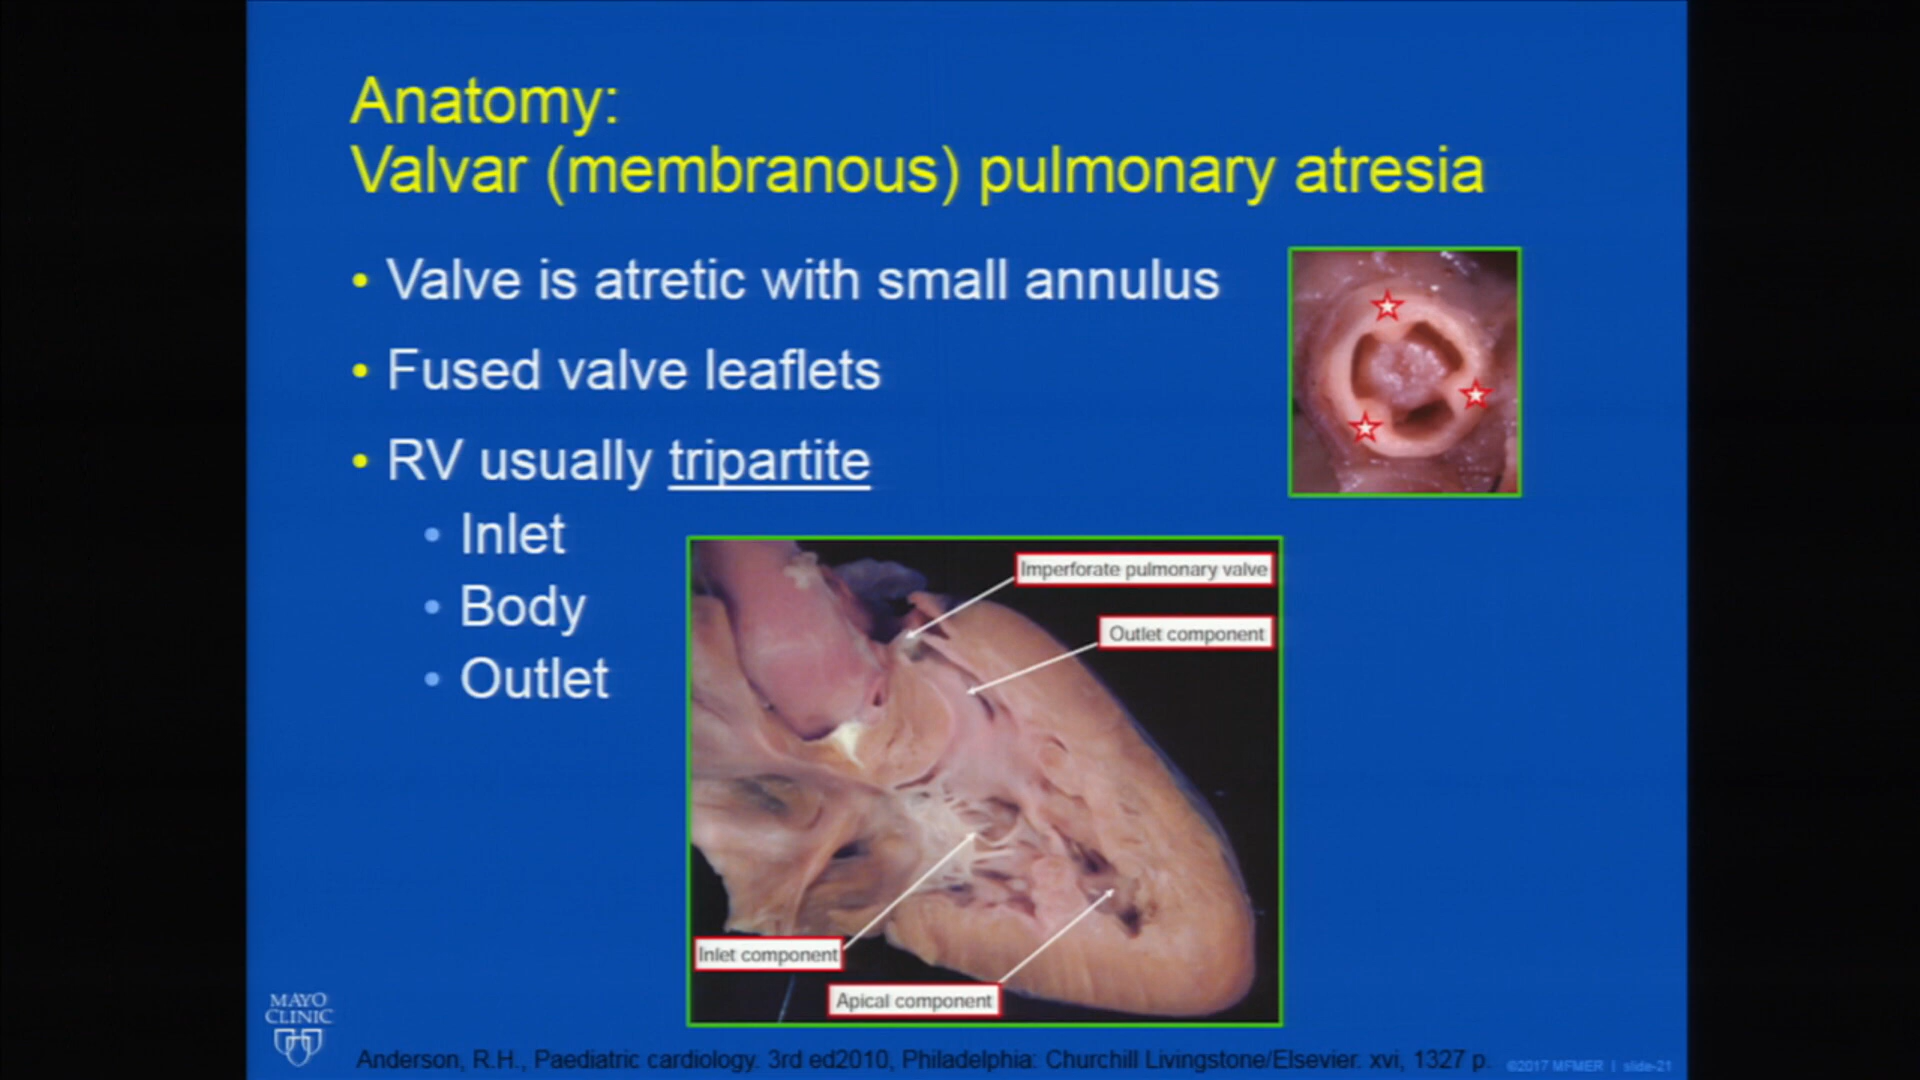 Anatomy:
Valvar (membranous) pulmonary atresia
• Valve is atretic with small annulus
• Fused valve leaflets
• RV usually tripartite
• Inlet
• Body
• Outlet
Imperforate pulmonary valve
Outlet component
Inlet component
Apical component
MAYO
CLINIC
Anderson, R.H., Paediatric cardiology. 3rd ed2010, Philadelphia: Churchill Livingstone/Elsevier. xvi, 1327 p.
©2017 MFMER | slide-21